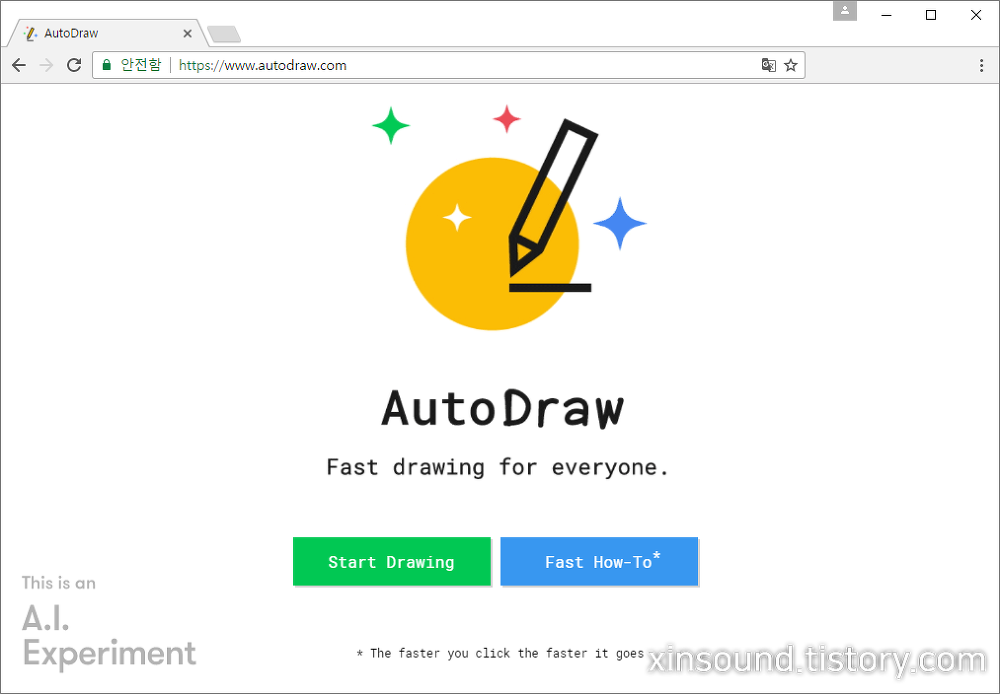 AutoDraw
안전함 https://www.autodraw.com
AutoDraw
Fast drawing for everyone.
Start Drawing
Fast How-To*
This is an
A.I.
Experiment
* The faster you click the faster it goes
xinsound.tistory.com